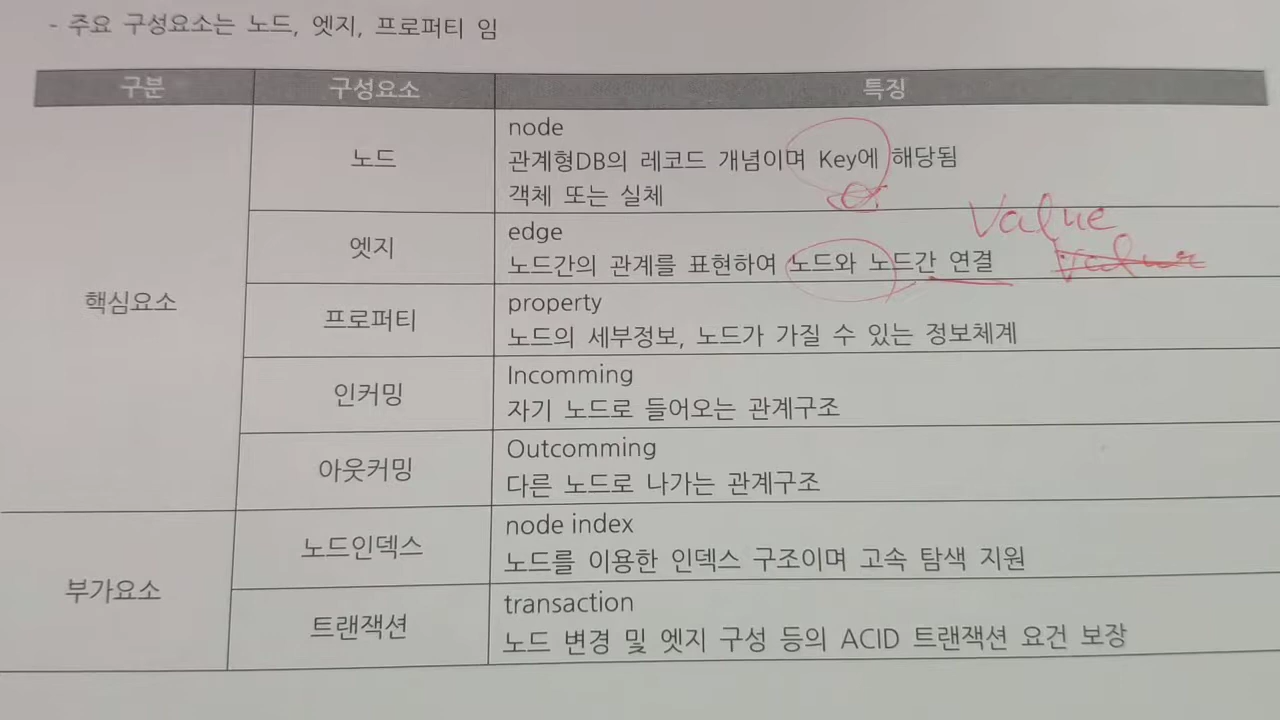 - 주요 구성요소는 노드, 엣지, 프로퍼티 임
구분 구성요소 특징
핵심요소
노드
node
관계형DB의 레코드 개념이며 Key에 해당됨
객체 또는 실체
Value
엣지
edge
노드간의 관계를 표현하여 노드와 노드간 연결
프로퍼티
property
노드의 세부정보, 노드가 가질 수 있는 정보체계
인커밍
Incomming
자기 노드로 들어오는 관계구조
아웃커밍
Outcomming
다른 노드로 나가는 관계구조
부가요소
노드인덱스
node index
노드를 이용한 인덱스 구조이며 고속 탐색 지원
트랜잭션
transaction
노드 변경 및 엣지 구성 등의 ACID 트랜잭션 요건 보장